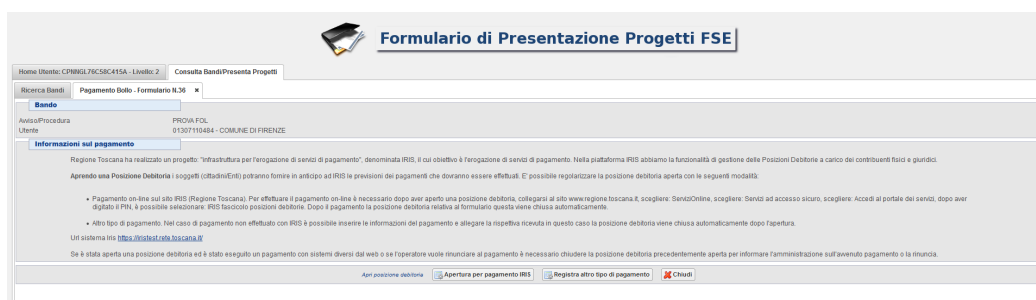 Formulario di Presentazione Progetti FSE
Home Utente: CPNNGL76C58C415A - Livello: 2 Consulta Bandi/Presenta Progetti
Ricerca Bandi Pagamento Bollo - Formulario N.36
Bando
Avviso/Procedura PROVA FOL
Utente 01307110484 - COMUNE DI FIRENZE
Informazioni sul pagamento
Regione Toscana ha realizzato un progetto: "infrastruttura per l'erogazione di servizi di pagamento", denominata IRIS, il cui obiettivo è l'erogazione di servizi di pagamento. Nella piattaforma IRIS abbiamo la funzionalità di gestione delle Posizioni Debitorie a carico dei contribuenti fisici e giuridici.
Aprendo una Posizione Debitoria i soggetti (cittadini/Enti) potranno fornire in anticipo ad IRIS le previsioni dei pagamenti che dovranno essere effettuati. E' possibile regolarizzare la posizione debitoria aperta con le seguenti modalità:
• Pagamento on-line sul sito IRIS (Regione Toscana). Per effettuare il pagamento on-line è necessario dopo aver aperto una posizione debitoria, collegarsi al sito www.regione.toscana.it, scegliere: ServiziOnline, scegliere: Servizi ad accesso sicuro, scegliere: Accedi al portale dei servizi, dopo aver
digitato il PIN, è possibile selezionare: IRIS fascicolo posizioni debitorie. Dopo il pagamento la posizione debitoria relativa al formulario questa viene chiusa automaticamente.
• Altro tipo di pagamento. Nel caso di pagamento non effettuato con IRIS è possibile inserire le informazioni del pagamento e allegare la rispettiva ricevuta in questo caso la posizione debitoria viene chiusa automaticamente dopo l'apertura.
Url sistema Iris https://iristest.rete.toscana.it/
Se è stata aperta una posizione debitoria ed è stato eseguito un pagamento con sistemi diversi dal web o se l'operatore vuole rinunciare al pagamento è necessario chiudere la posizione debitoria precedentemente aperta per informare l'amministrazione sull'avvenuto pagamento o la rinuncia.
Apri posizione debitoria Apertura per pagamento IRIS Registra altro tipo di pagamento Chiudi